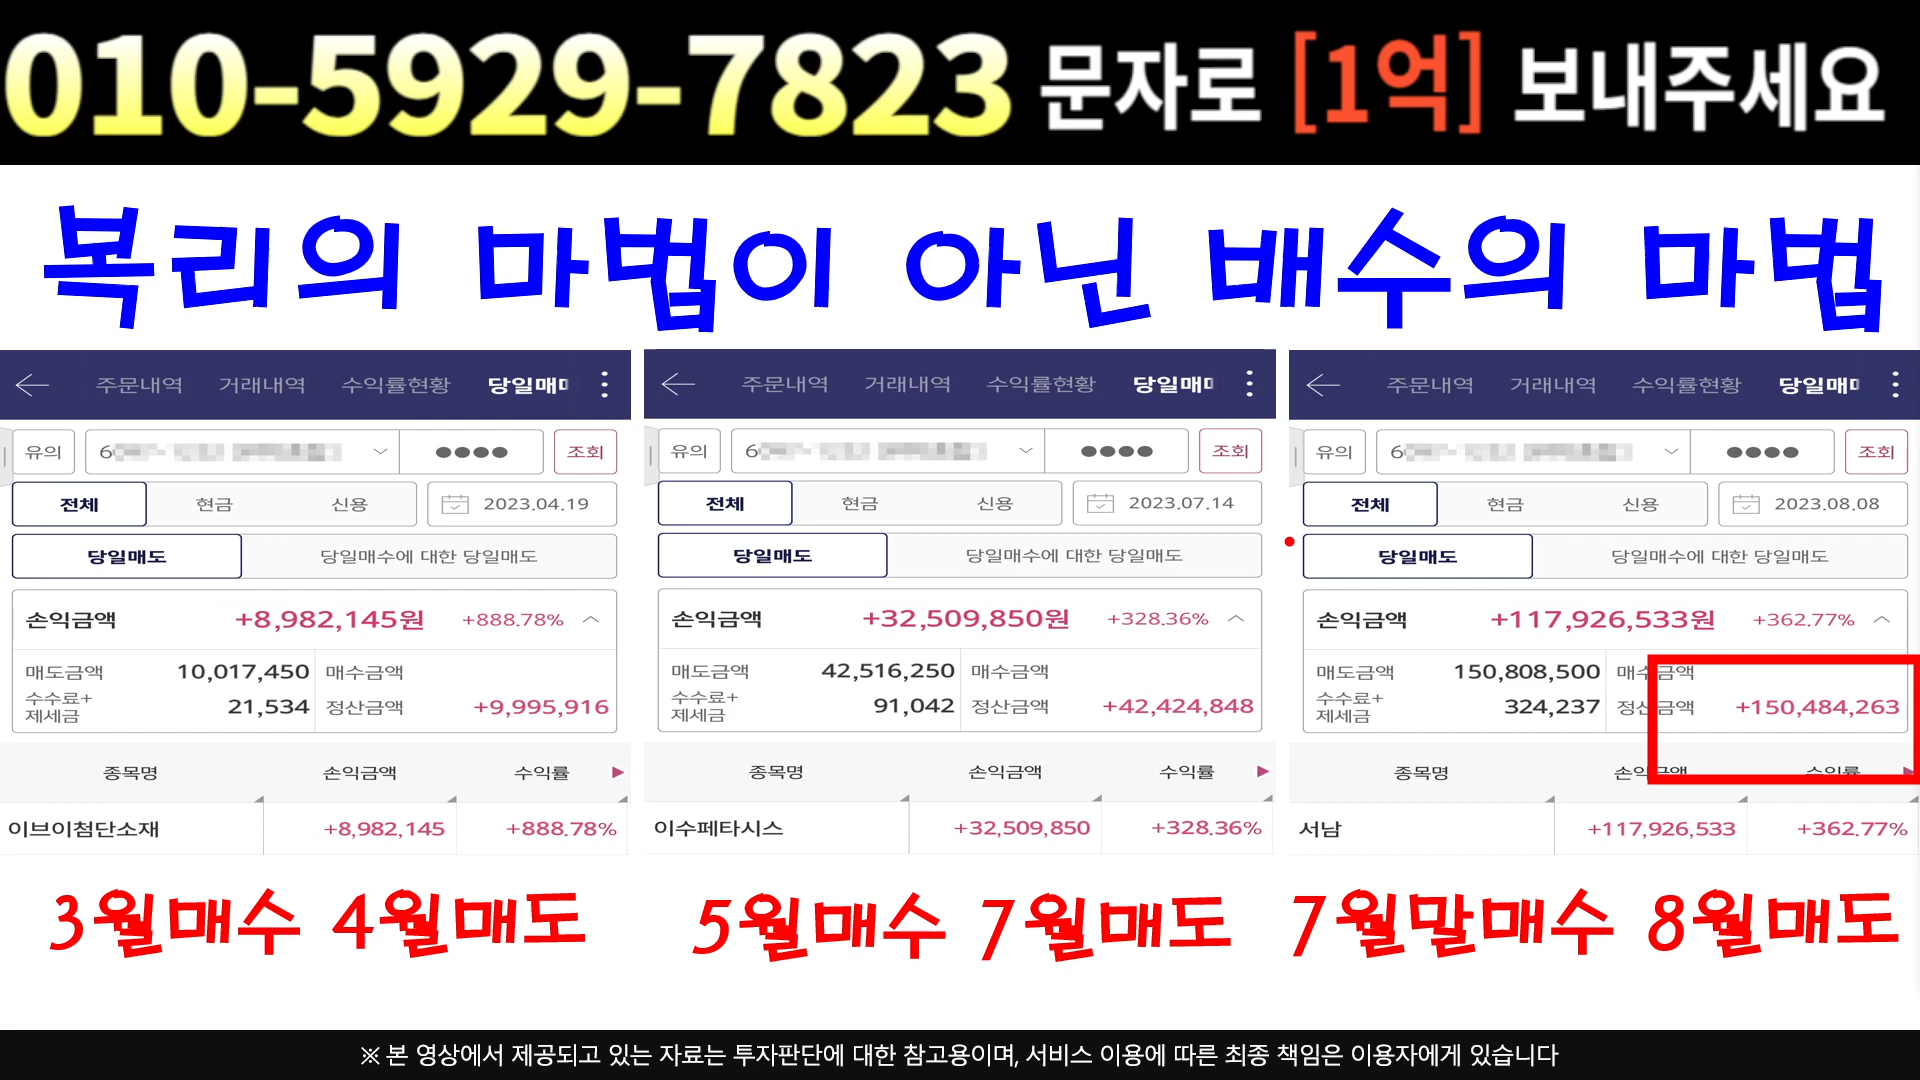 010-5929-7823 문자로 [1억] 보내주세요
복리의 마법이 아닌 배수의 마법
주문내역 거래내역 수익률현황 당일매
유의 6 조회
전체 현금 신용 2023.04.19
당일매도 당일매수에 대한 당일매도
손익금액 +8,982,145원 +888.78%
매도금액 10,017,450 매수금액
수수료+
제세금 21,534 정산금액 +9,995,916
종목명 손익금액 수익률
이브이첨단소재 +8,982,145 +888.78%
3월매수 4월매도
주문내역 거래내역 수익률현황 당일매
유의 6 조회
전체 현금 신용 2023.07.14
당일매도 당일매수에 대한 당일매도
손익금액 +32,509,850원 +328.36%
매도금액 42,516,250 매수금액
수수료+
제세금 91,042 정산금액 +42,424,848
종목명 손익금액 수익률
이수페타시스 +32,509,850 +328.36%
5월매수 7월매도
주문내역 거래내역 수익률현황 당일매
유의 6 조회
전체 현금 신용 2023.08.08
당일매도 당일매수에 대한 당일매도
손익금액 +117,926,533원 +362.77%
매도금액 150,808,500 매수금액
수수료+
제세금 324,237 정산금액 +150,484,263
종목명 손익금액 수익률
서남 +117,926,533 +362.77%
7월말매수 8월매도
※ 본 영상에서 제공되고 있는 자료는 투자판단에 대한 참고용이며, 서비스 이용에 따른 최종 책임은 이용자에게 있습니다